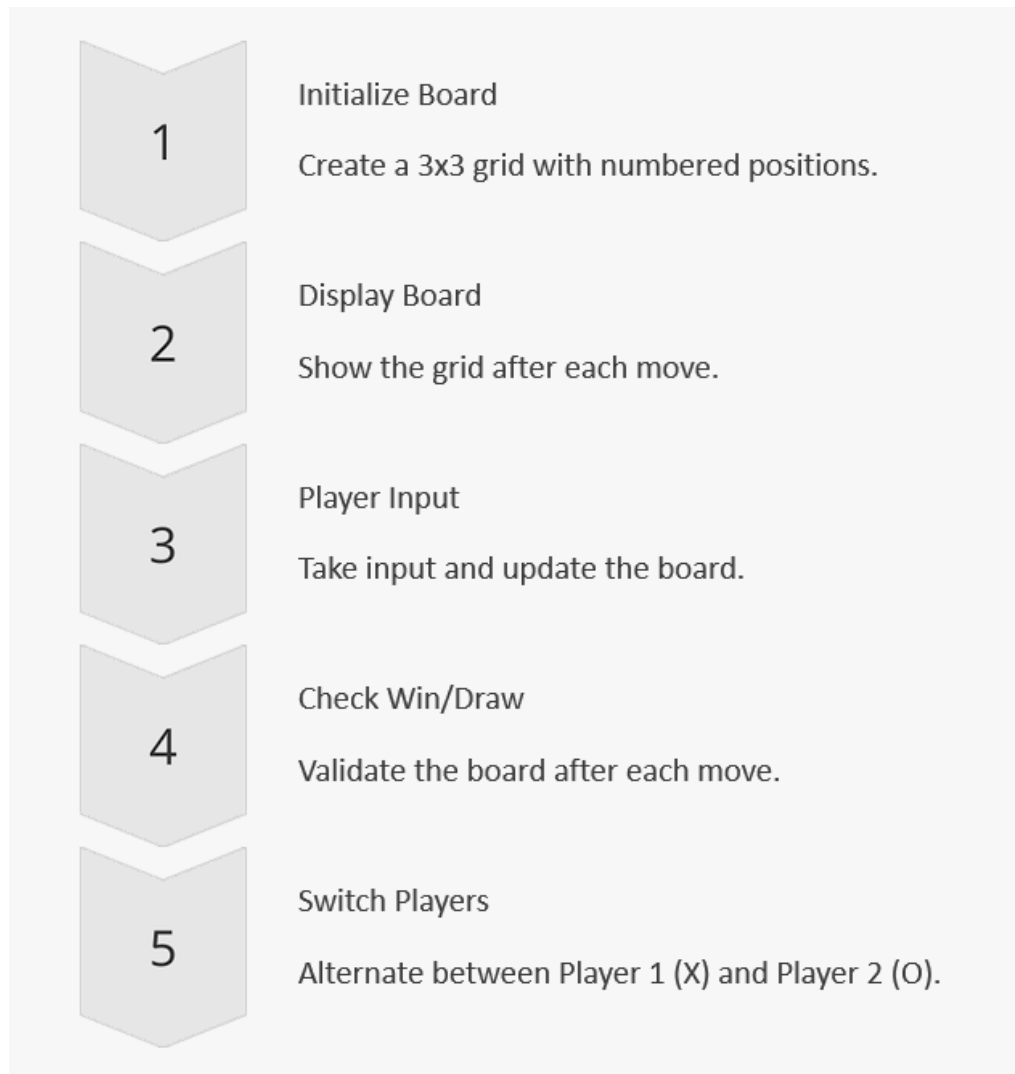 1
Initialize Board
Create a 3x3 grid with numbered positions.
2
Display Board
Show the grid after each move.
3
Player Input
Take input and update the board.
4
Check Win/Draw
Validate the board after each move.
5
Switch Players
Alternate between Player 1 (X) and Player 2 (O).